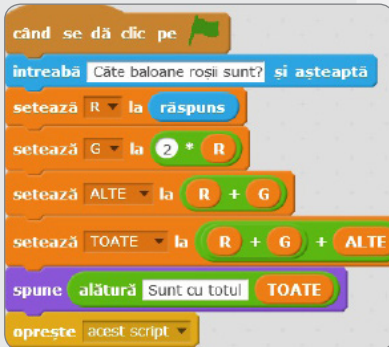 când se dă clic pe
întreabă Câte baloane roșii sunt? și așteaptă
setează R la răspuns
setează G la 2 * R
setează ALTE la R + G
setează TOATE la R + G + ALTE
spune alătură Sunt cu totul TOATE
oprește acest script